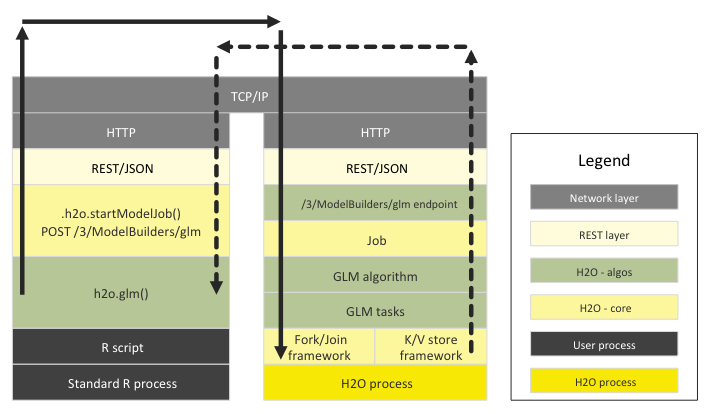 TCP/IP
HTTP
REST/JSON
.h2o.startModelJob()
POST /3/ModelBuilders/glm
h2o.glm()
R script
Standard R process
HTTP
REST/JSON
/3/ModelBuilders/glm endpoint
Job
GLM algorithm
GLM tasks
Fork/Join
framework
K/V store
framework
H2O process
Legend
Network layer
REST layer
H2O - algos
H2O - core
User process
H2O process